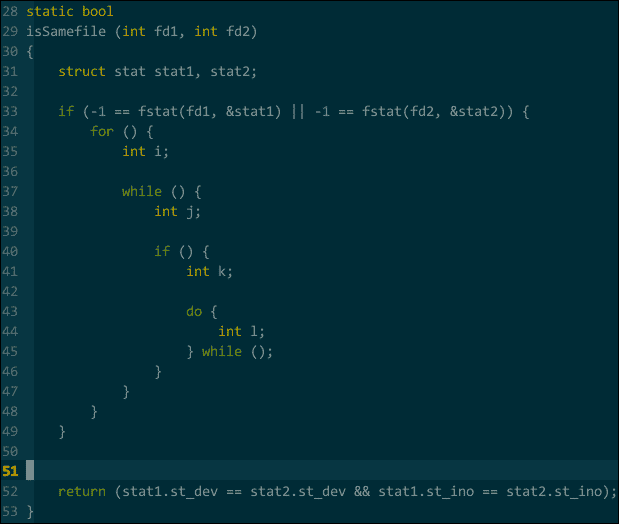 28 static bool
29 isSamefile (int fd1, int fd2)
30 {
31     struct stat stat1, stat2;
32
33     if (-1 == fstat(fd1, &stat1) || -1 == fstat(fd2, &stat2)) {
34         for () {
35             int i;
36
37             while () {
38                 int j;
39
40                 if () {
41                     int k;
42
43                     do {
44                         int l;
45                     } while ();
46                 }
47             }
48         }
49     }
50
51
52     return (stat1.st_dev == stat2.st_dev && stat1.st_ino == stat2.st_ino);
53 }